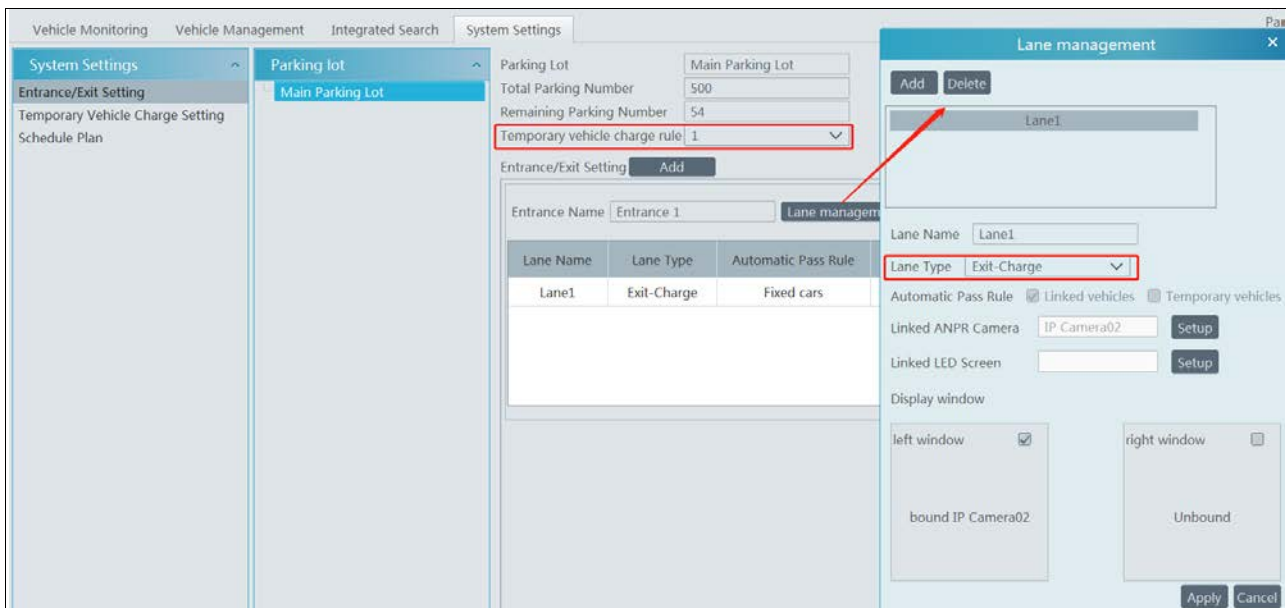 Vehicle Monitoring Vehicle Management Integrated Search System Settings
System Settings
Entrance/Exit Setting
Temporary Vehicle Charge Setting
Schedule Plan
Parking lot
Main Parking Lot
Parking Lot Main Parking Lot
Total Parking Number 500
Remaining Parking Number 54
Temporary vehicle charge rule 1
Entrance/Exit Setting Add
Entrance Name Entrance 1 Lane managem
Lane Name Lane Type Automatic Pass Rule
Lane1 Exit-Charge Fixed cars
Lane management
Add Delete
Lane1
Lane Name Lane1
Lane Type Exit-Charge
Automatic Pass Rule Linked vehicles Temporary vehicles
Linked ANPR Camera IP Camera02 Setup
Linked LED Screen Setup
Display window
left window right window
bound IP Camera02 Unbound
Apply Cancel